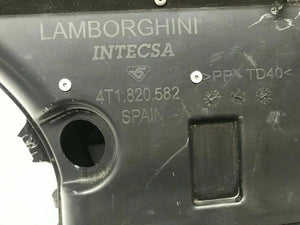 LAMBORGHINI
INTECSA
>PP-TD40<
4T1.820.582
SPAIN